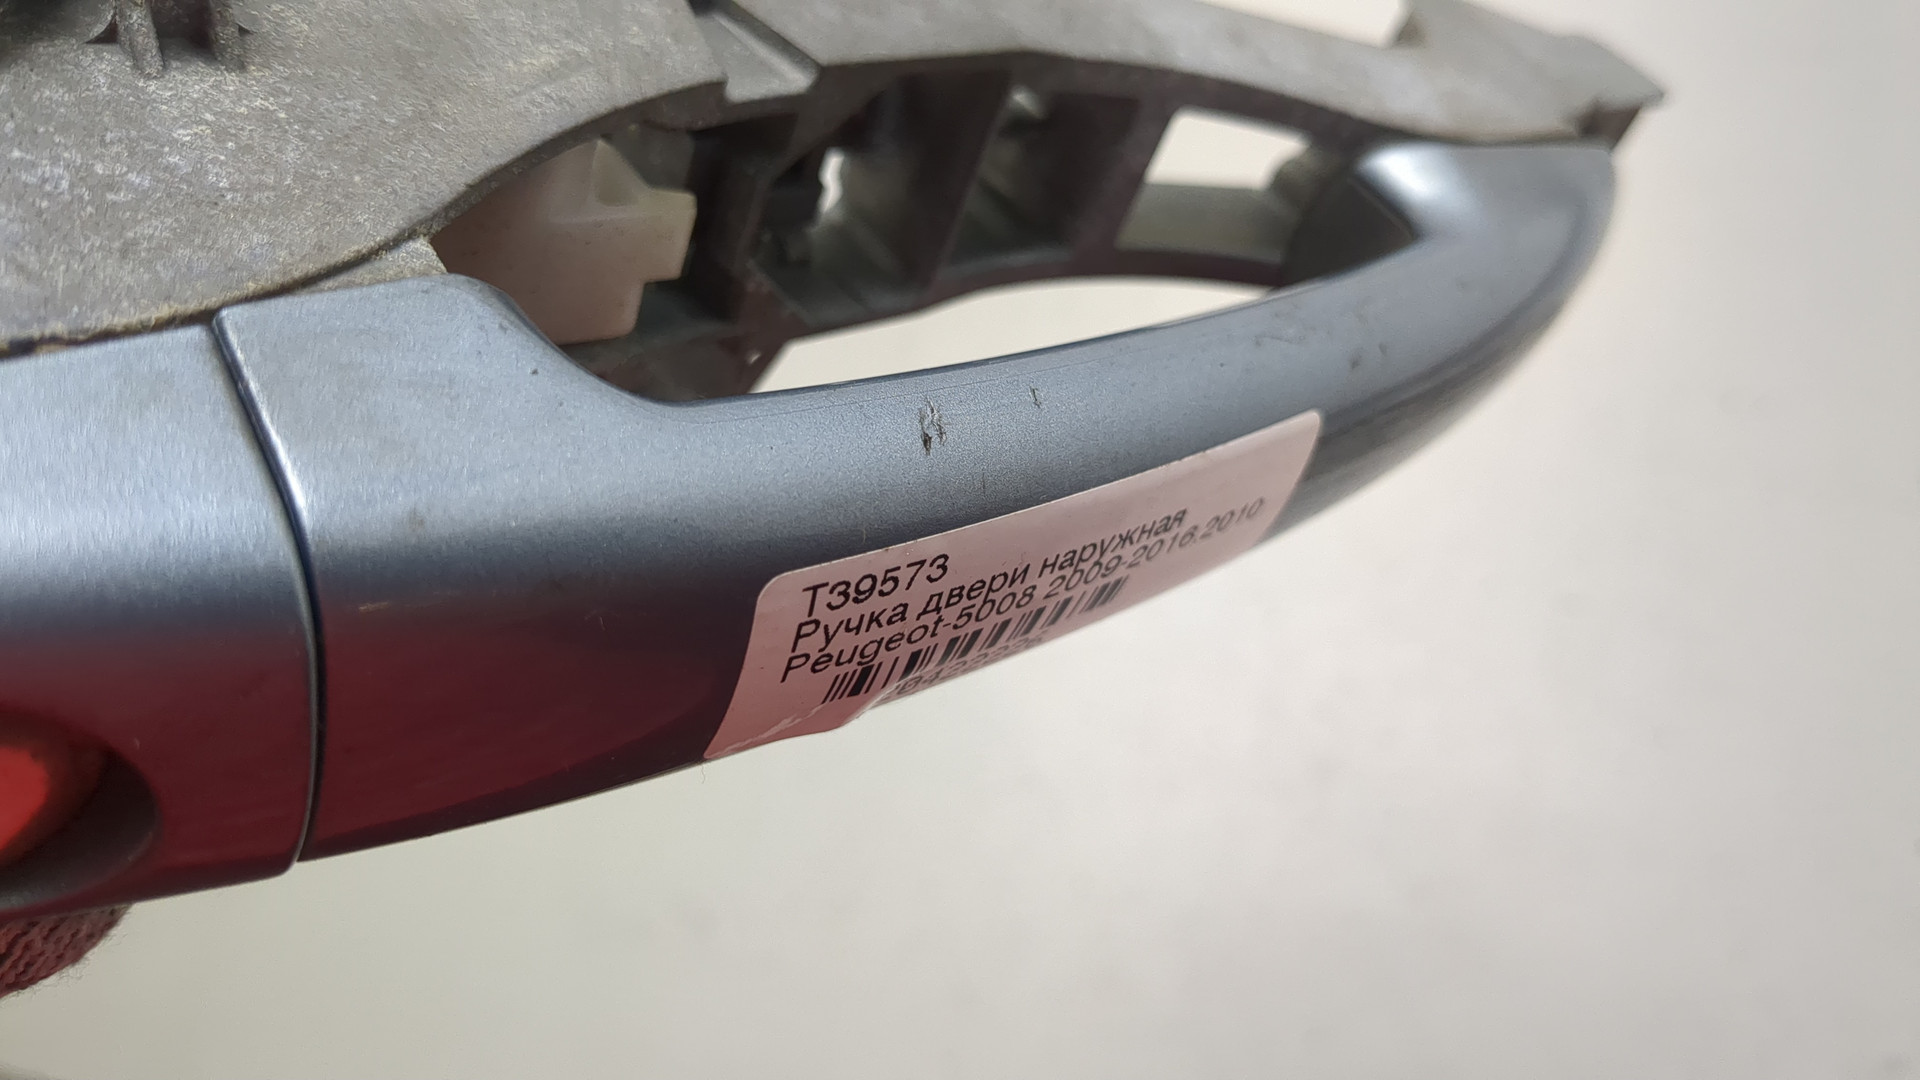 T39573
Ручка двери наружная
Peugeot-5008 2009-2016.2010